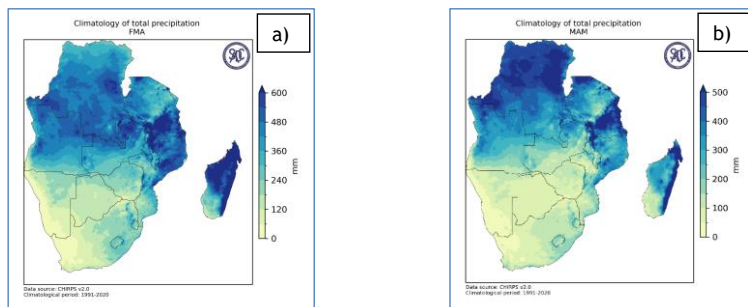 Climatology of total precipitation
FMA
a)
600
480
360
240
120
0
mm
Data source: CHIRPS v2.0
Climatological period: 1991-2020
Climatology of total precipitation
MAM
b)
500
400
300
200
100
0
mm
Data source: CHIRPS v2.0
Climatological period: 1991-2020